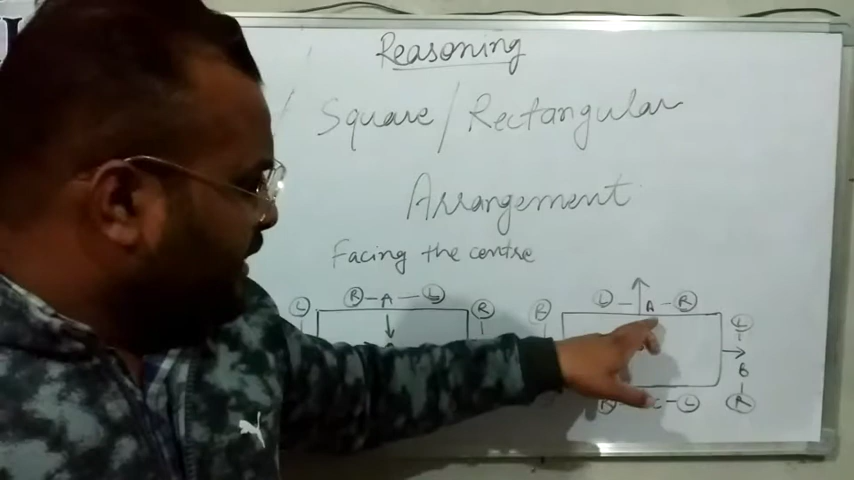 Reasoning
Square/Rectangular
Arrangement
Facing the centre
L R - A - L R
R L - A - R L
B
R C - L R